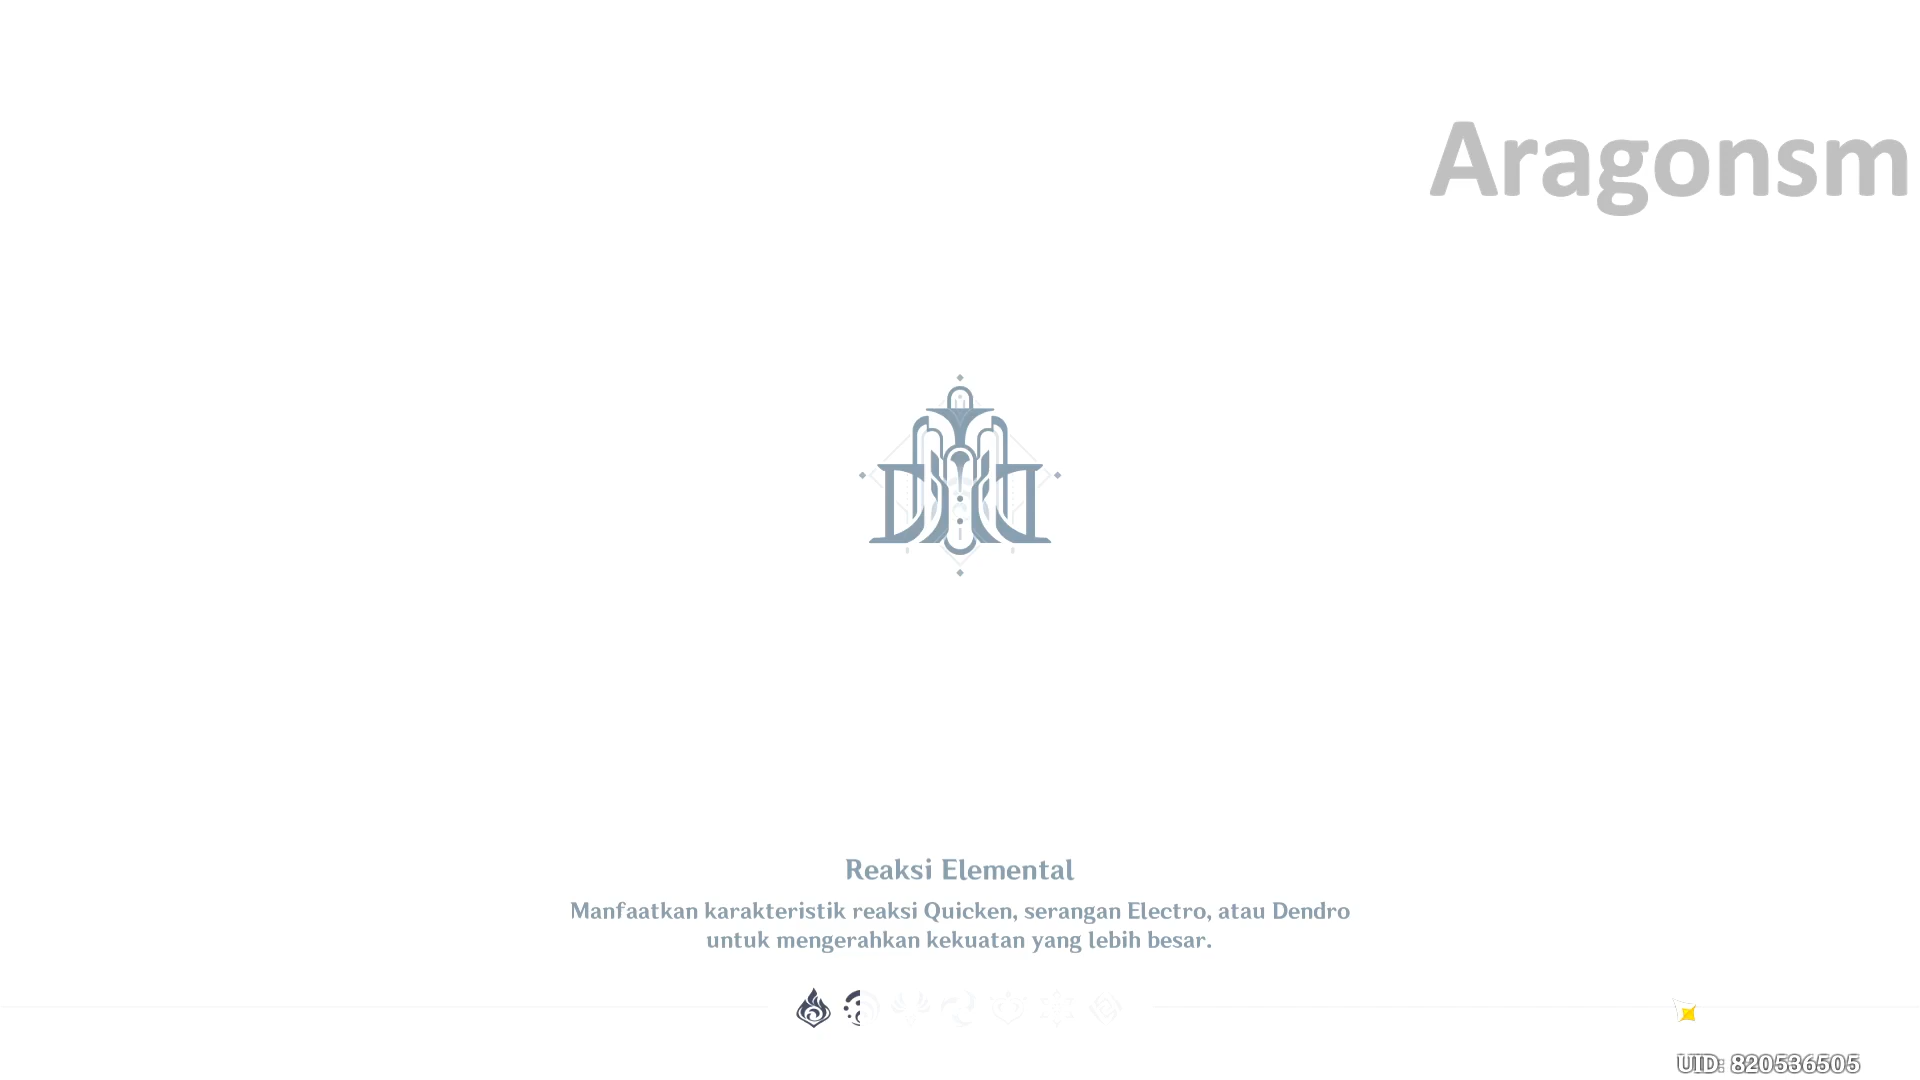 Aragonsm
Reaksi Elemental
Manfaatkan karakteristik reaksi Quicken, serangan Electro, atau Dendro
untuk mengerahkan kekuatan yang lebih besar.
UID: 820536505